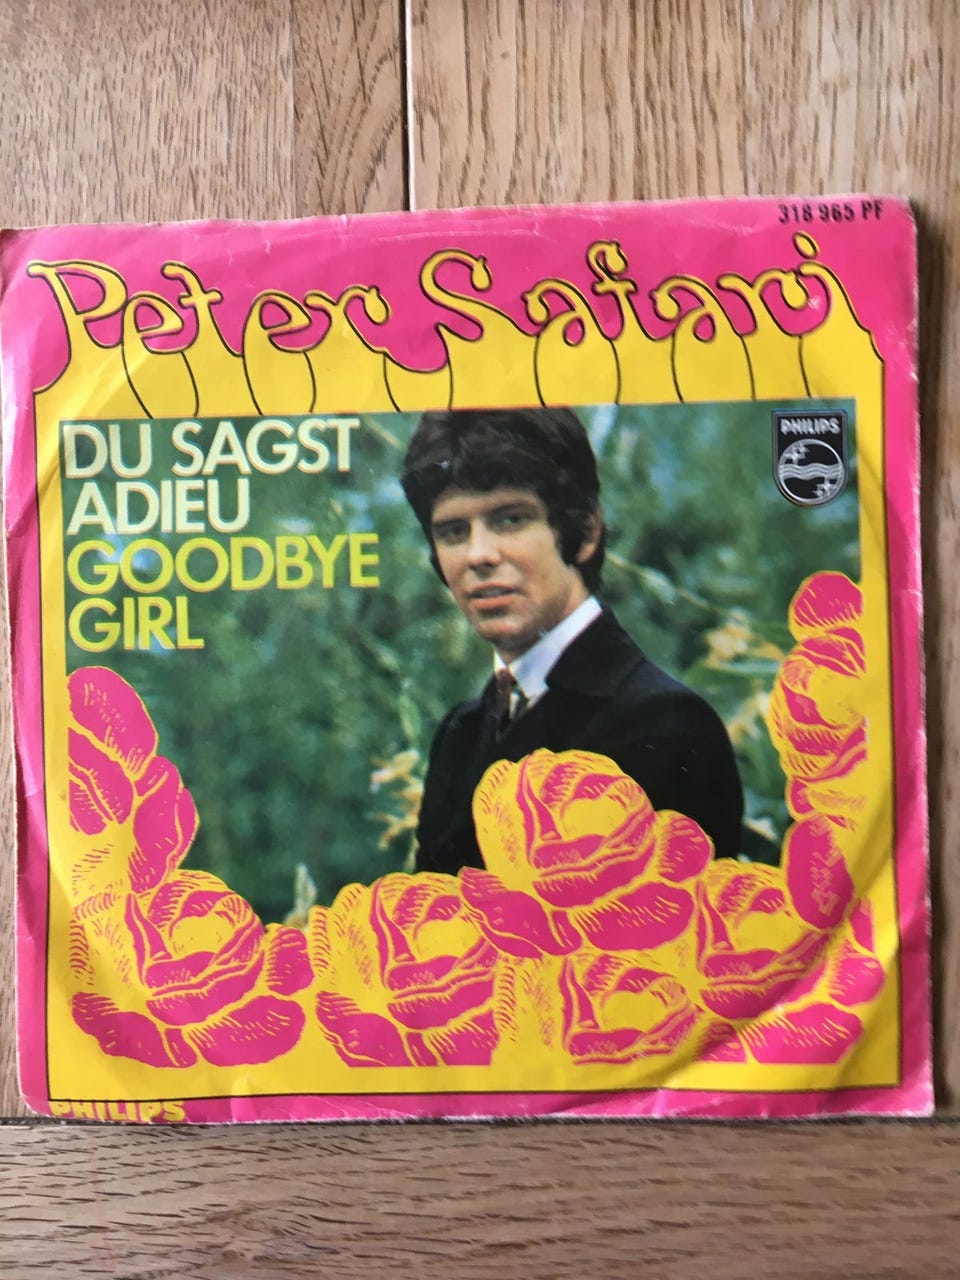 318 965 PF
Peter Safari
DU SAGST
ADIEU
GOODBYE
GIRL
PHILIPS
PHILIPS